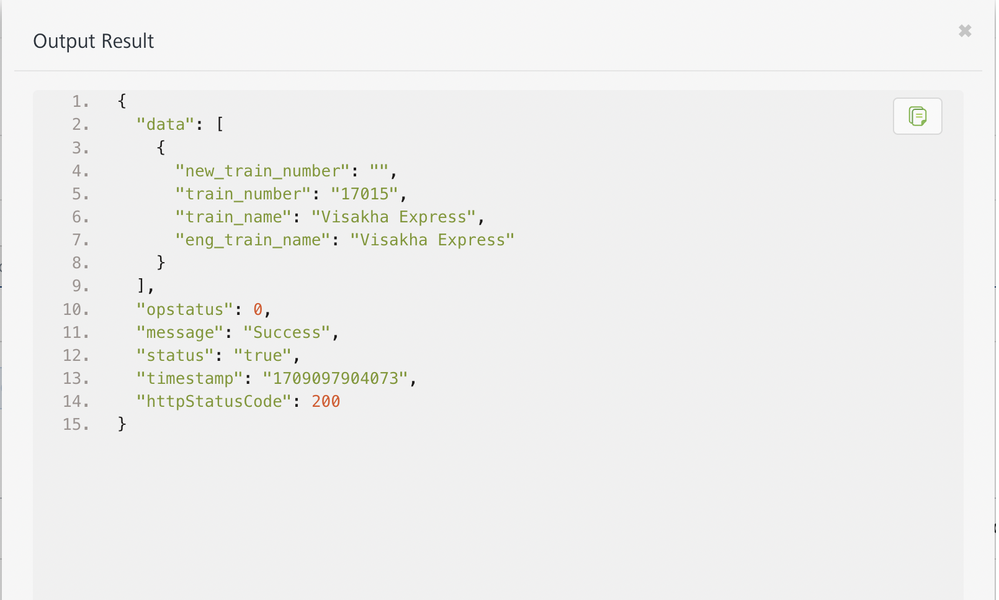 Output Result
1. {
2.   "data": [
3.     {
4.       "new_train_number": "",
5.       "train_number": "17015",
6.       "train_name": "Visakha Express",
7.       "eng_train_name": "Visakha Express"
8.     }
9.   ],
10.   "opstatus": 0,
11.   "message": "Success",
12.   "status": "true",
13.   "timestamp": "1709097904073",
14.   "httpStatusCode": 200
15. }